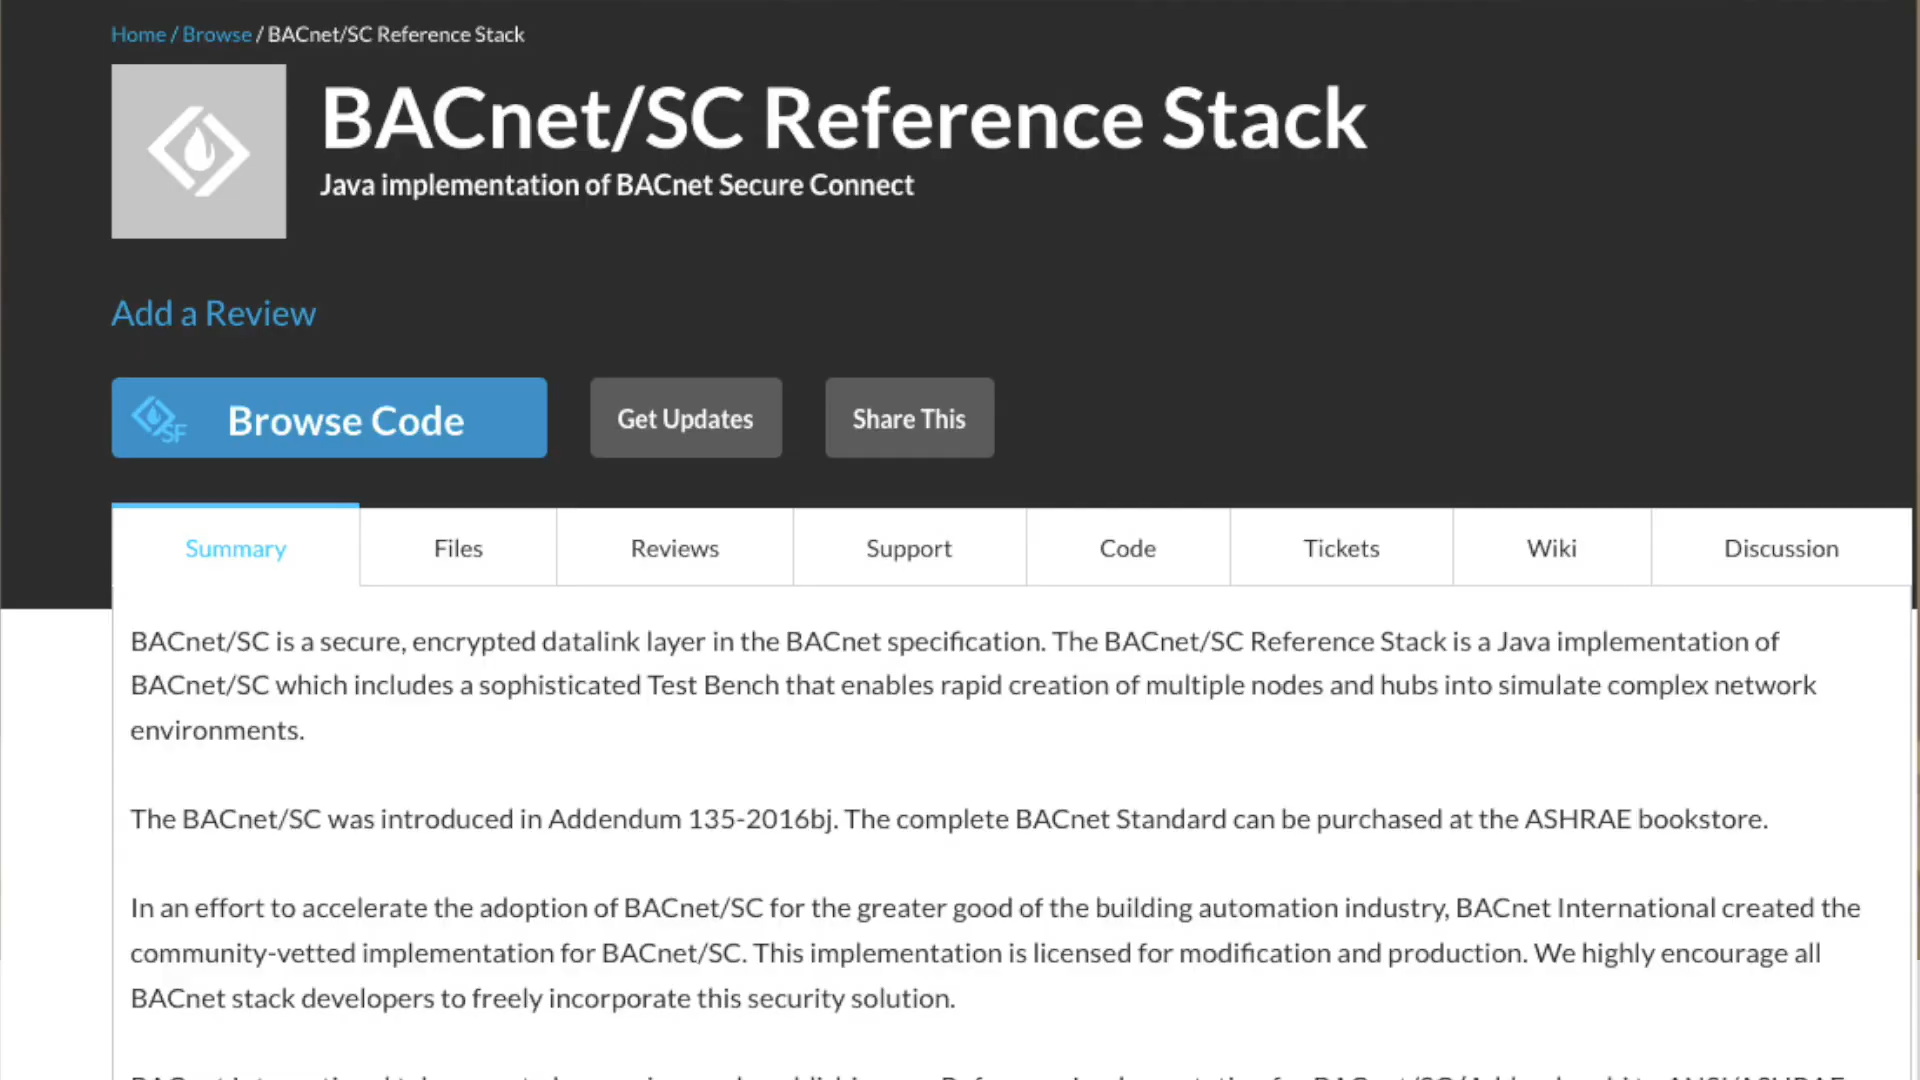 Home / Browse / BACnet/SC Reference Stack
BACnet/SC Reference Stack
Java implementation of BACnet Secure Connect
Add a Review
SF Browse Code Get Updates Share This
Summary Files Reviews Support Code Tickets Wiki Discussion
BACnet/SC is a secure, encrypted datalink layer in the BACnet specification. The BACnet/SC Reference Stack is a Java implementation of
BACnet/SC which includes a sophisticated Test Bench that enables rapid creation of multiple nodes and hubs into simulate complex network
environments.
The BACnet/SC was introduced in Addendum 135-2016bj. The complete BACnet Standard can be purchased at the ASHRAE bookstore.
In an effort to accelerate the adoption of BACnet/SC for the greater good of the building automation industry, BACnet International created the
community-vetted implementation for BACnet/SC. This implementation is licensed for modification and production. We highly encourage all
BACnet stack developers to freely incorporate this security solution.